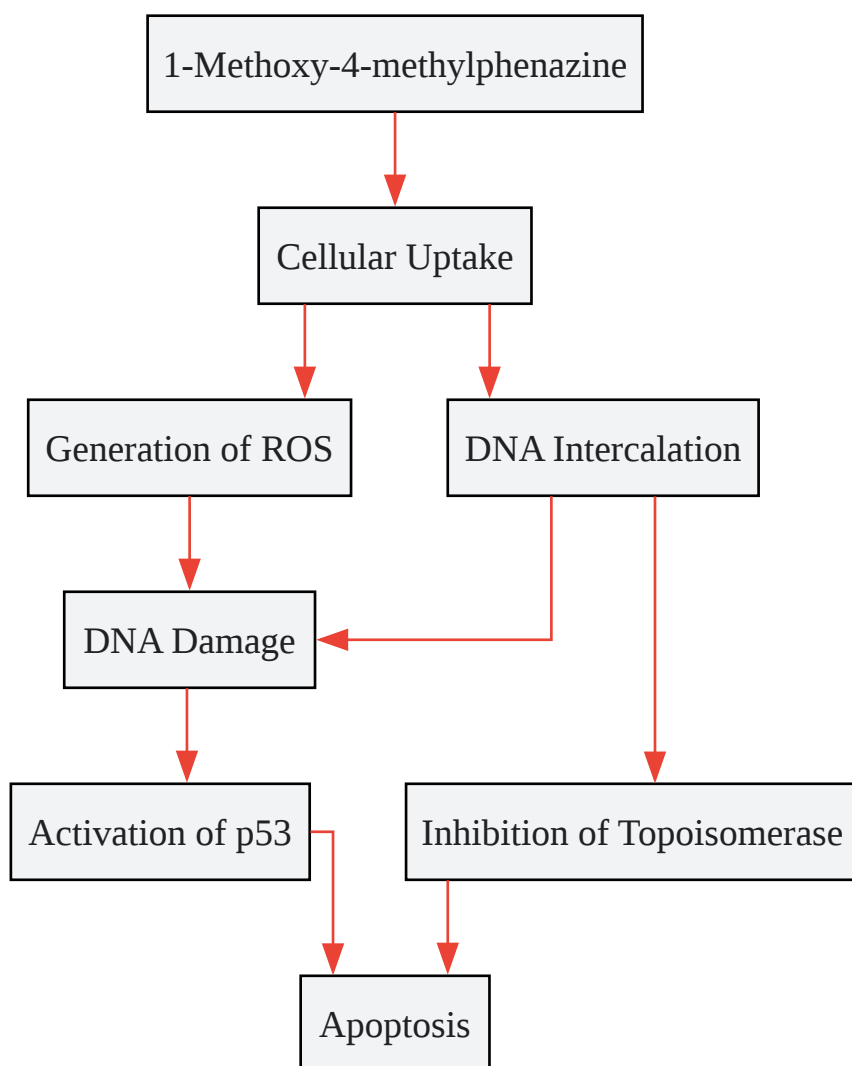 1-Methoxy-4-methylphenazine
Cellular Uptake
Generation of ROS
DNA Intercalation
DNA Damage
Activation of p53
Inhibition of Topoisomerase
Apoptosis